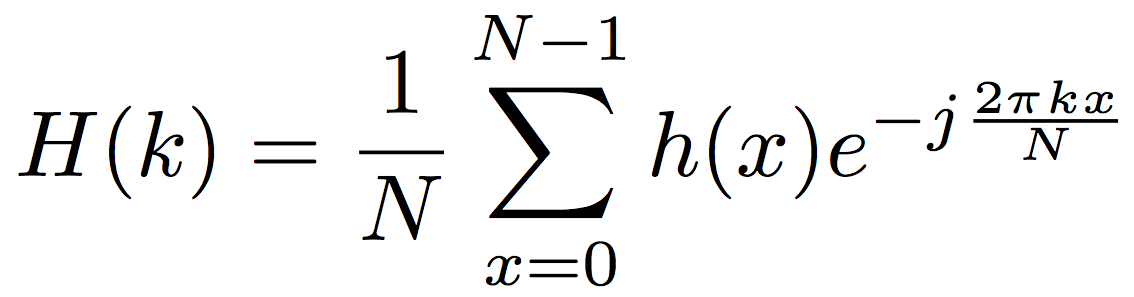 H(k) = \frac{1}{N} \sum_{x=0}^{N-1} h(x) e^{-j \frac{2\pi kx}{N}}